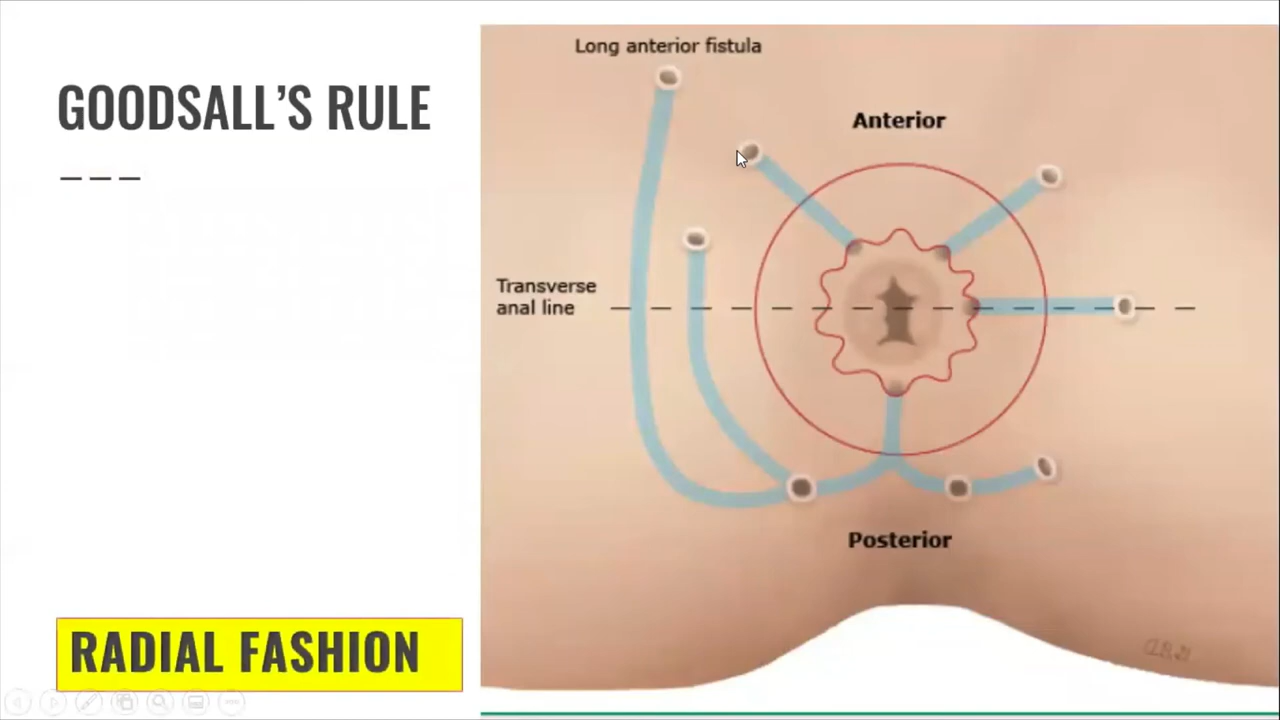 GOODSALL'S RULE
Long anterior fistula
Anterior
Transverse
anal line
Posterior
RADIAL FASHION